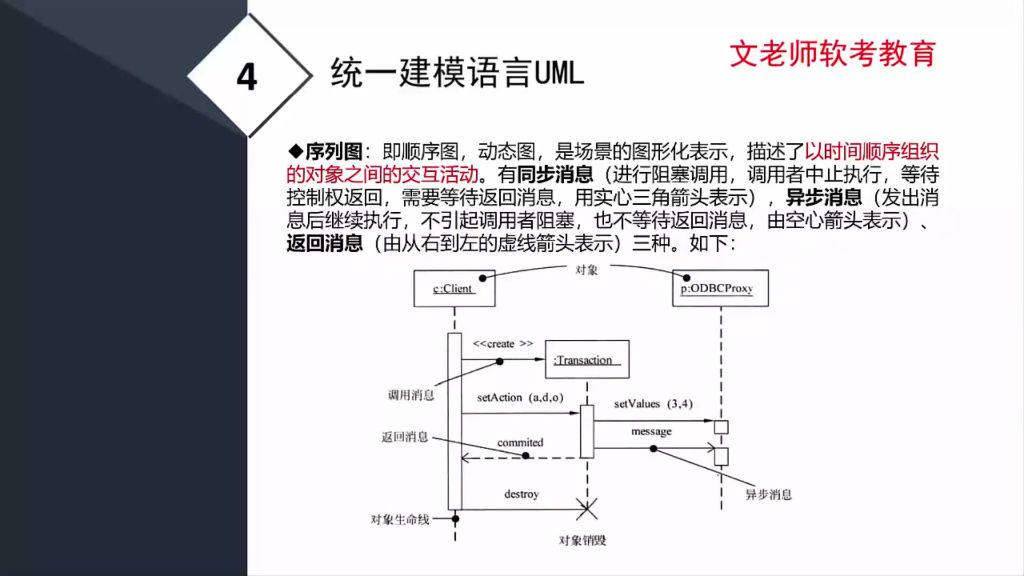 4
统一建模语言UML
文老师软考教育
◆序列图：即顺序图，动态图，是场景的图形化表示，描述了以时间顺序组织
的对象之间的交互活动。有同步消息（进行阻塞调用，调用者中止执行，等待
控制权返回，需要等待返回消息，用实心三角箭头表示），异步消息（发出消
息后继续执行，不引起调用者阻塞，也不等待返回消息，由空心箭头表示）、
返回消息（由从右到左的虚线箭头表示）三种。如下：
对象
c:Client
p:ODBCProxy
<<create >>
:Transaction
调用消息
setAction (a,d,o)
setValues (3,4)
返回消息
commited
message
destroy
异步消息
对象生命线
对象销毁